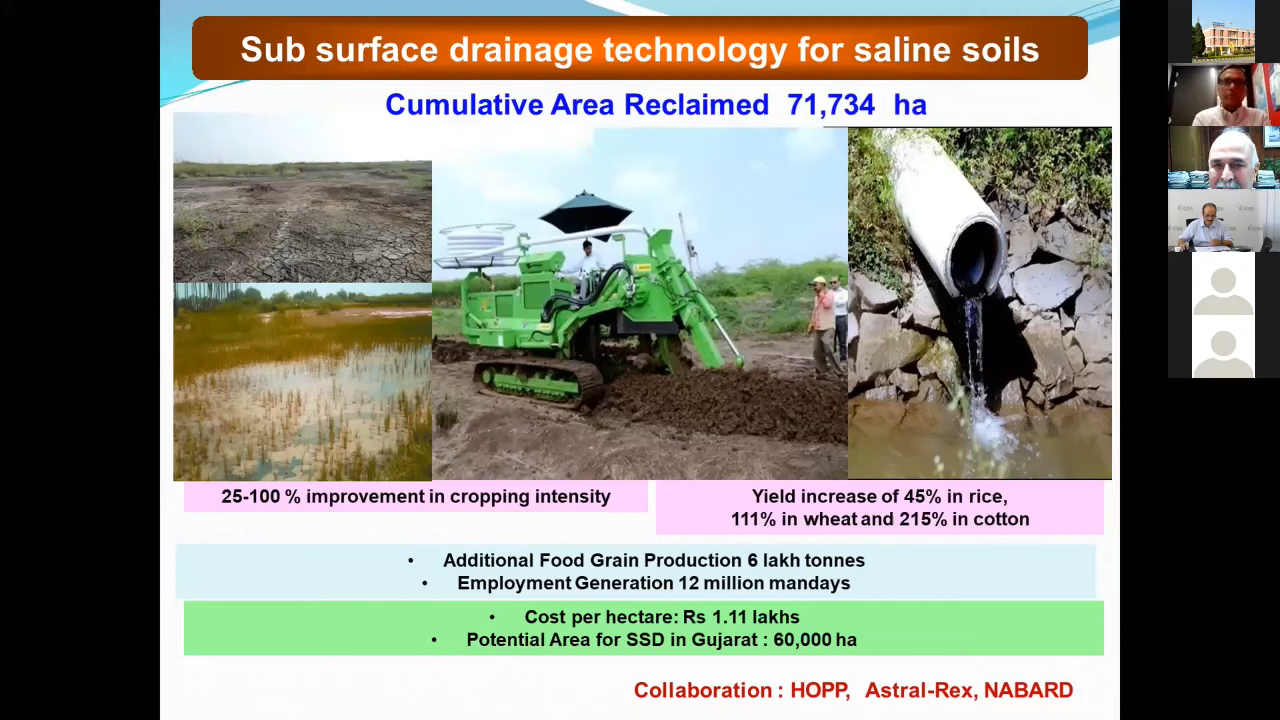 Sub surface drainage technology for saline soils
Cumulative Area Reclaimed 71,734 ha
25-100 % improvement in cropping intensity
Yield increase of 45% in rice,
111% in wheat and 215% in cotton
• Additional Food Grain Production 6 lakh tonnes
• Employment Generation 12 million mandays
• Cost per hectare: Rs 1.11 lakhs
• Potential Area for SSD in Gujarat : 60,000 ha
Collaboration : HOPP, Astral-Rex, NABARD